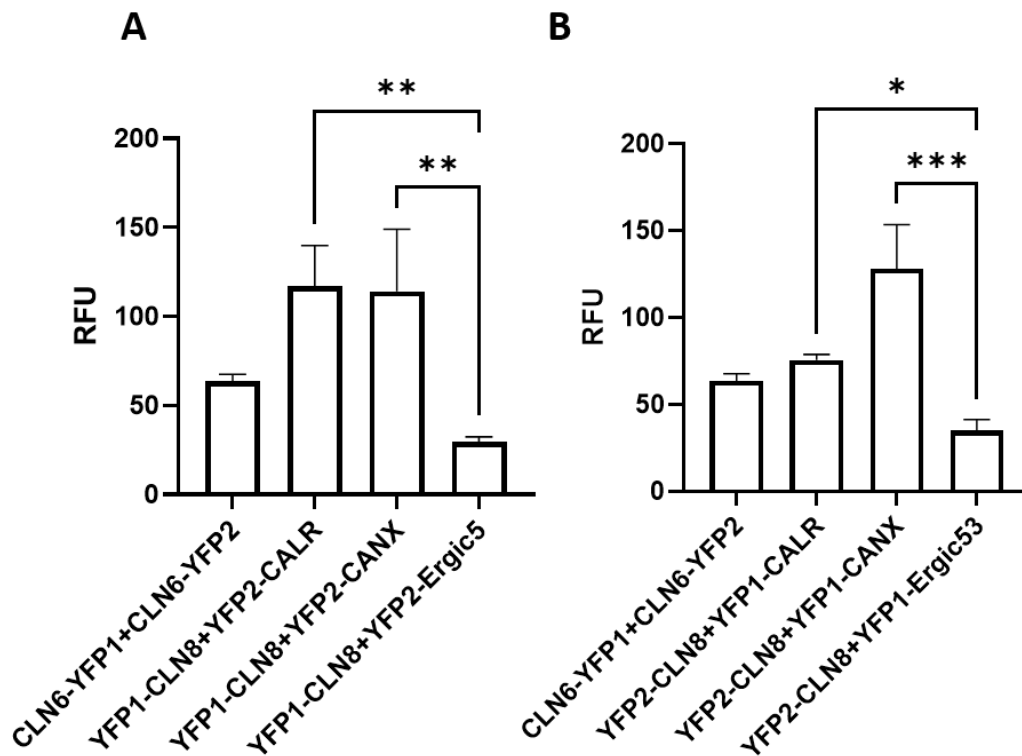 A
**
**
200
150
100
50
0
RFU
CLN6-YFP1+CLN6-YFP2
YFP1-CLN8+YFP2-CALR
YFP1-CLN8+YFP2-CANX
YFP1-CLN8+YFP2-Ergic5
B
*
***
200
150
100
50
0
RFU
CLN6-YFP1+CLN6-YFP2
YFP2-CLN8+YFP1-CALR
YFP2-CLN8+YFP1-CANX
YFP2-CLN8+YFP1-Ergic53